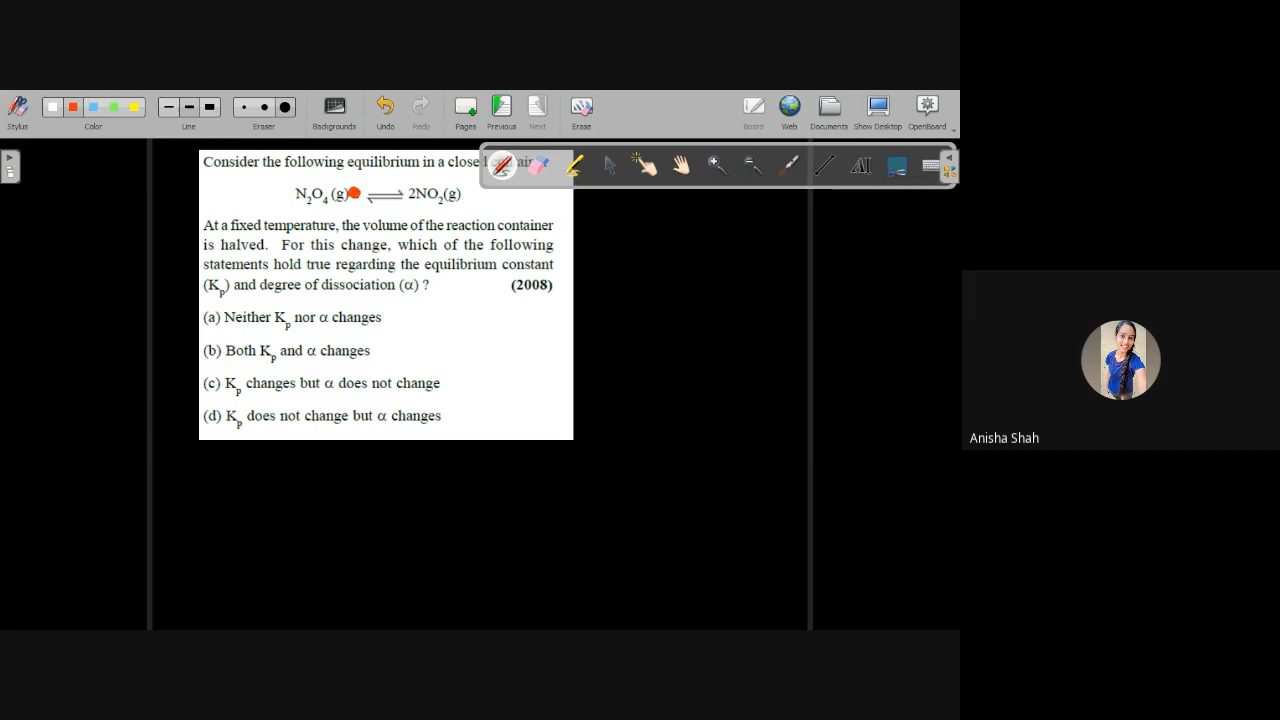 Stylus Color Line Eraser Backgrounds Undo Redo Pages Previous Next Erase Board Web Documents Show Desktop OpenBoard
Consider the following equilibrium in a close
N₂O₄ (g) ⇌ 2NO₂(g)
At a fixed temperature, the volume of the reaction container
is halved. For this change, which of the following
statements hold true regarding the equilibrium constant
(Kₚ) and degree of dissociation (α) ? (2008)
(a) Neither Kₚ nor α changes
(b) Both Kₚ and α changes
(c) Kₚ changes but α does not change
(d) Kₚ does not change but α changes
Anisha Shah